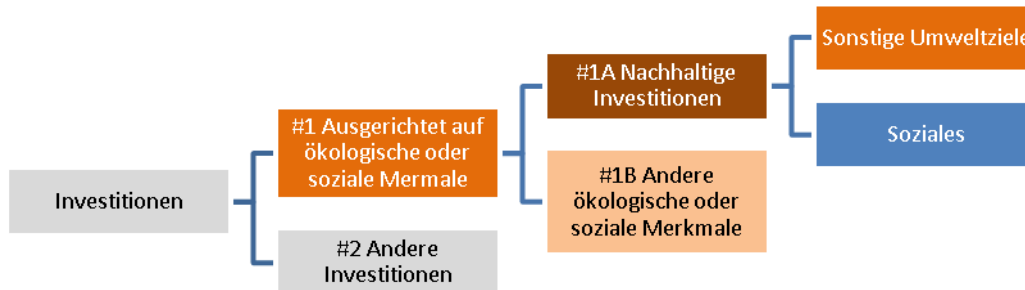 Investitionen
#1 Ausgerichtet auf
ökologische oder
soziale Mermale
#2 Andere
Investitionen
#1A Nachhaltige
Investitionen
#1B Andere
ökologische oder
soziale Merkmale
Sonstige Umweltziele
Soziales